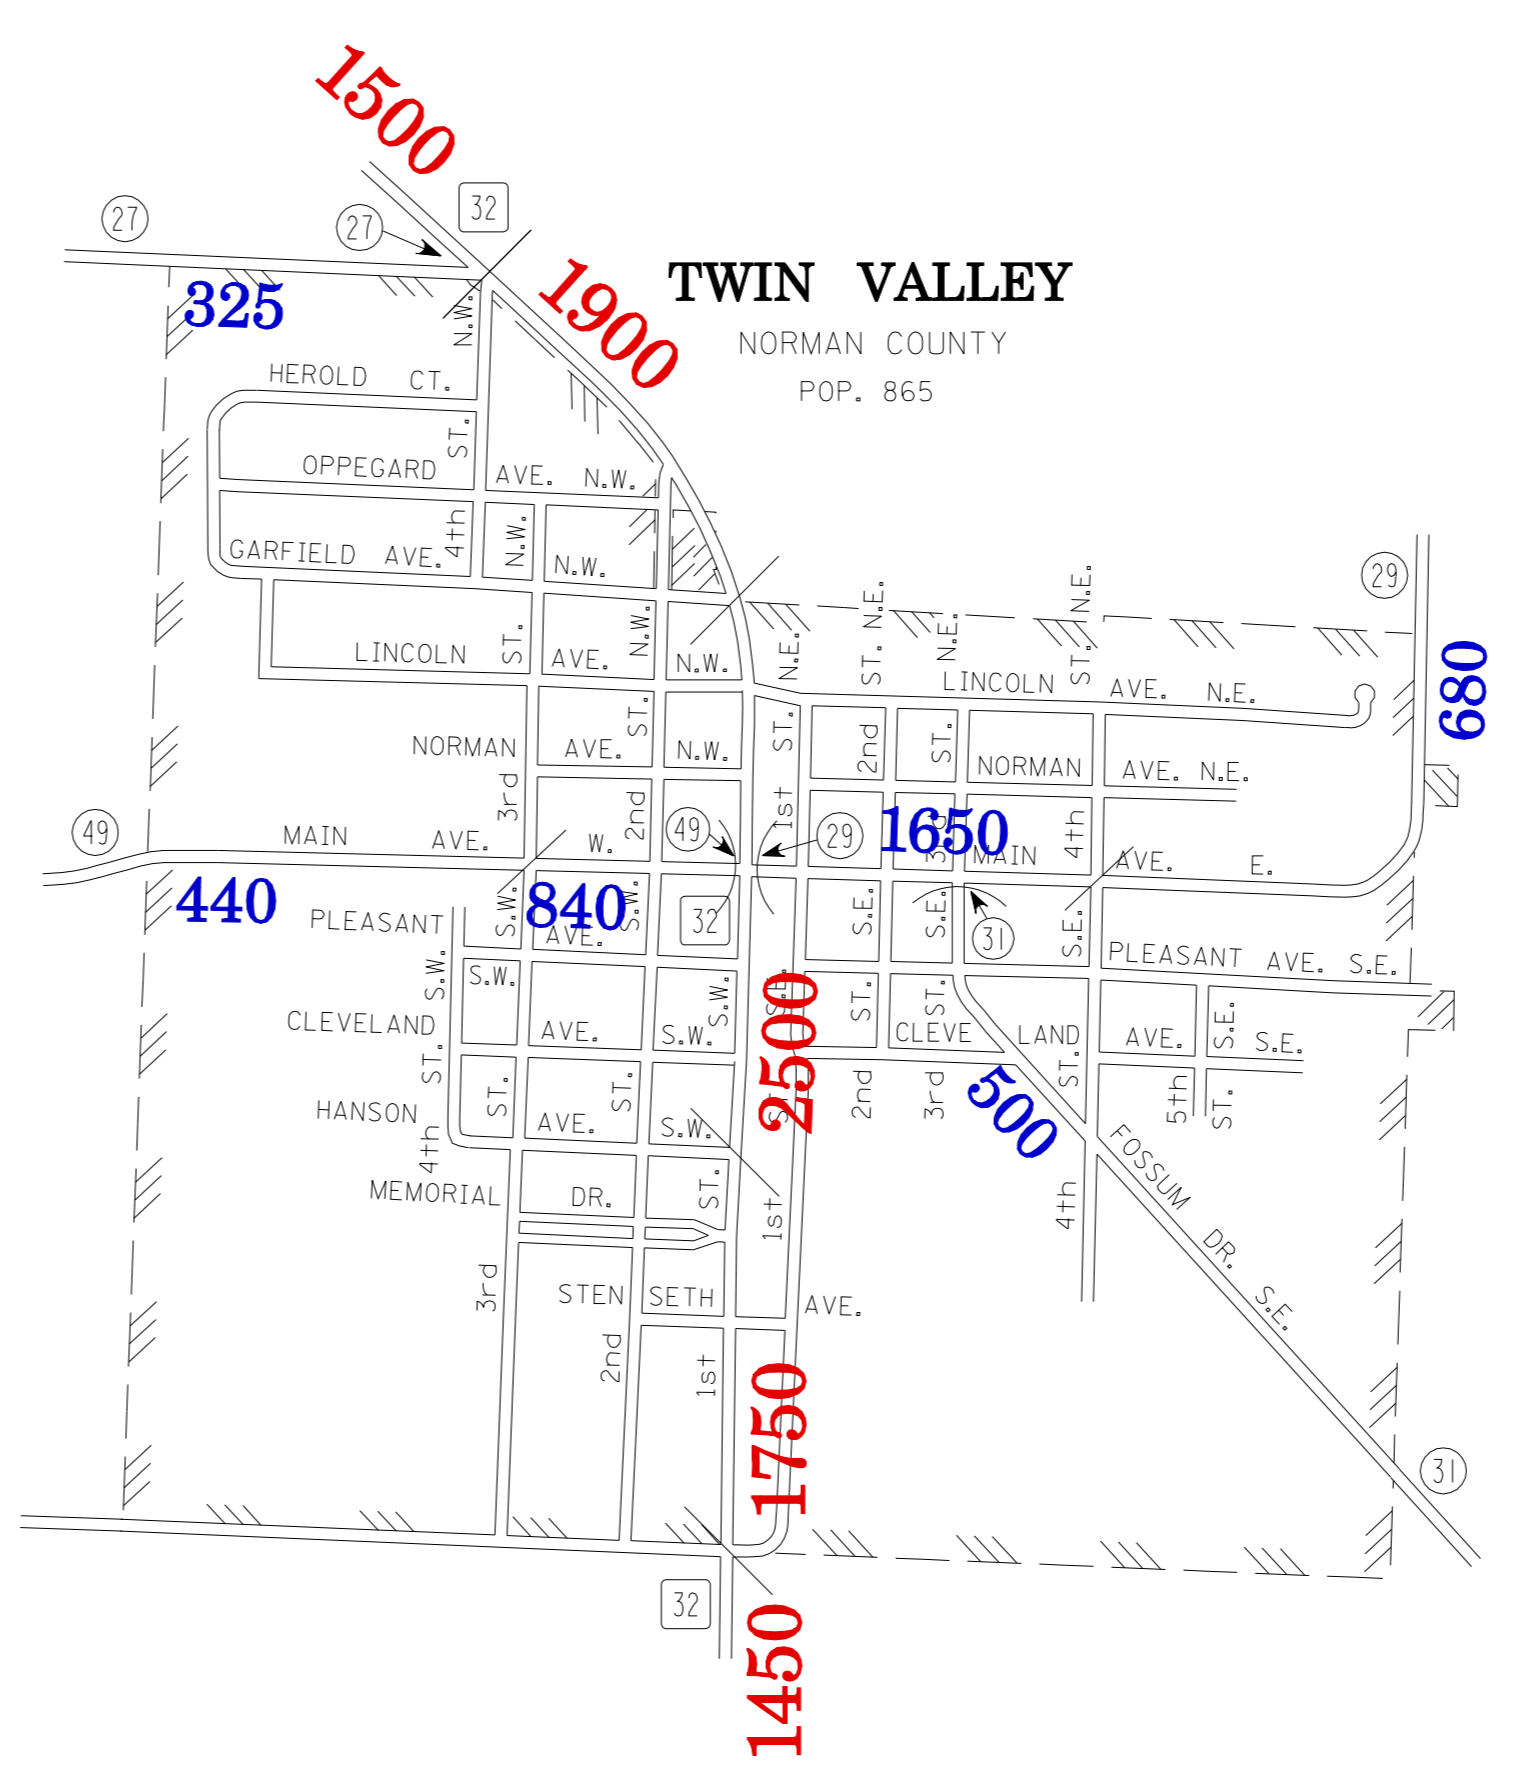 1500
27
27
32
1900
TWIN VALLEY
NORMAN COUNTY
POP. 865
325
N.W.
HEROLD CT.
ST.
OPPEGARD AVE. N.W.
4th
N.W.
GARFIELD AVE. N.W.
29
N.W.
ST.
LINCOLN AVE. N.W.
N.E.
ST. N.E.
N.E.
ST. N.E.
LINCOLN AVE. N.E.
680
ST.
ST.
2nd
ST.
NORMAN AVE. N.W.
NORMAN AVE. N.E.
3rd
2nd
1st
3rd
4th
49
MAIN AVE. W.
49
29
1650
MAIN AVE. E.
440
840
32
31
S.W.
S.W.
S.E.
S.E.
S.E.
PLEASANT AVE. S.W.
PLEASANT AVE. S.E.
S.W.
S.W.
S.E.
ST.
ST.
S.E.
2500
CLEVELAND AVE. S.W.
CLEVE LAND AVE. S.E.
ST.
ST.
ST.
ST.
ST.
2nd
3rd
5th
ST.
500
HANSON AVE. S.W.
4th
FOSSUM DR. S.E.
MEMORIAL DR.
ST.
1st
4th
3rd
STEN SETH AVE.
2nd
1st
1750
31
32
1450